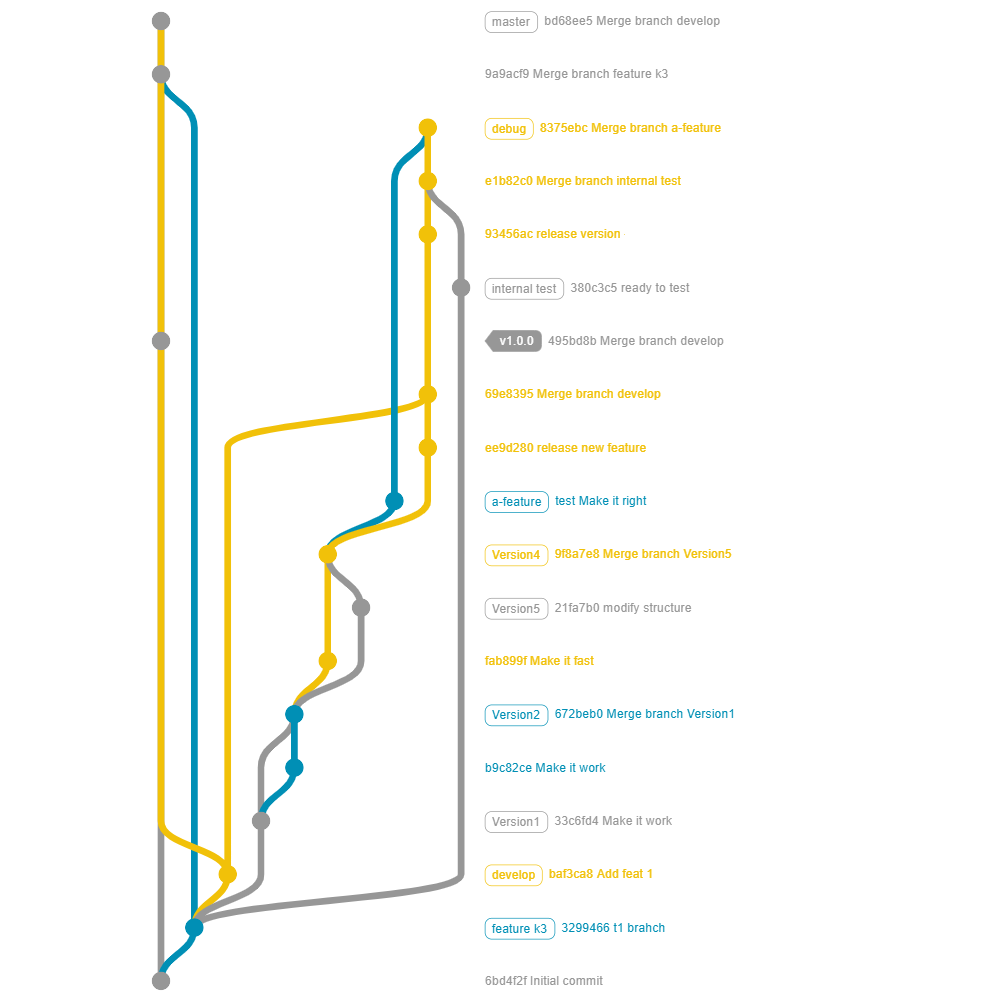 master bd68ee5 Merge branch develop
9a9acf9 Merge branch feature k3
debug 8375ebc Merge branch a-feature
e1b82c0 Merge branch internal test
93456ac release version
internal test 380c3c5 ready to test
v1.0.0 495bd8b Merge branch develop
69e8395 Merge branch develop
ee9d280 release new feature
a-feature test Make it right
Version4 9f8a7e8 Merge branch Version5
Version5 21fa7b0 modify structure
fab899f Make it fast
Version2 672beb0 Merge branch Version1
b9c82ce Make it work
Version1 33c6fd4 Make it work
develop baf3ca8 Add feat 1
feature k3 3299466 t1 brahch
6bd4f2f Initial commit